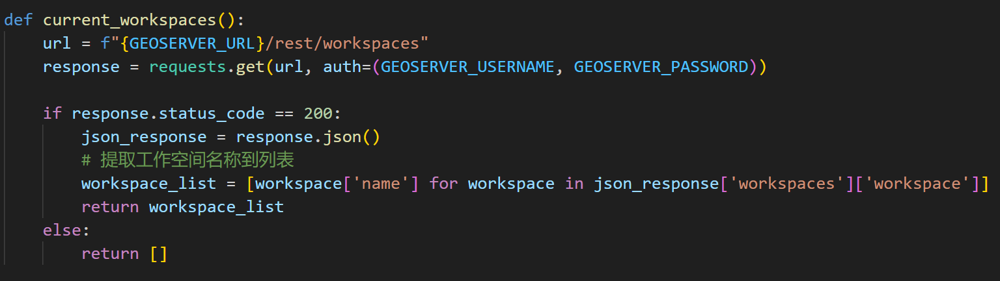 def current_workspaces():
    url = f"{GEOSERVER_URL}/rest/workspaces"
    response = requests.get(url, auth=(GEOSERVER_USERNAME, GEOSERVER_PASSWORD))

    if response.status_code == 200:
        json_response = response.json()
        # 提取工作空间名称到列表
        workspace_list = [workspace['name'] for workspace in json_response['workspaces']['workspace']]
        return workspace_list
    else:
        return []